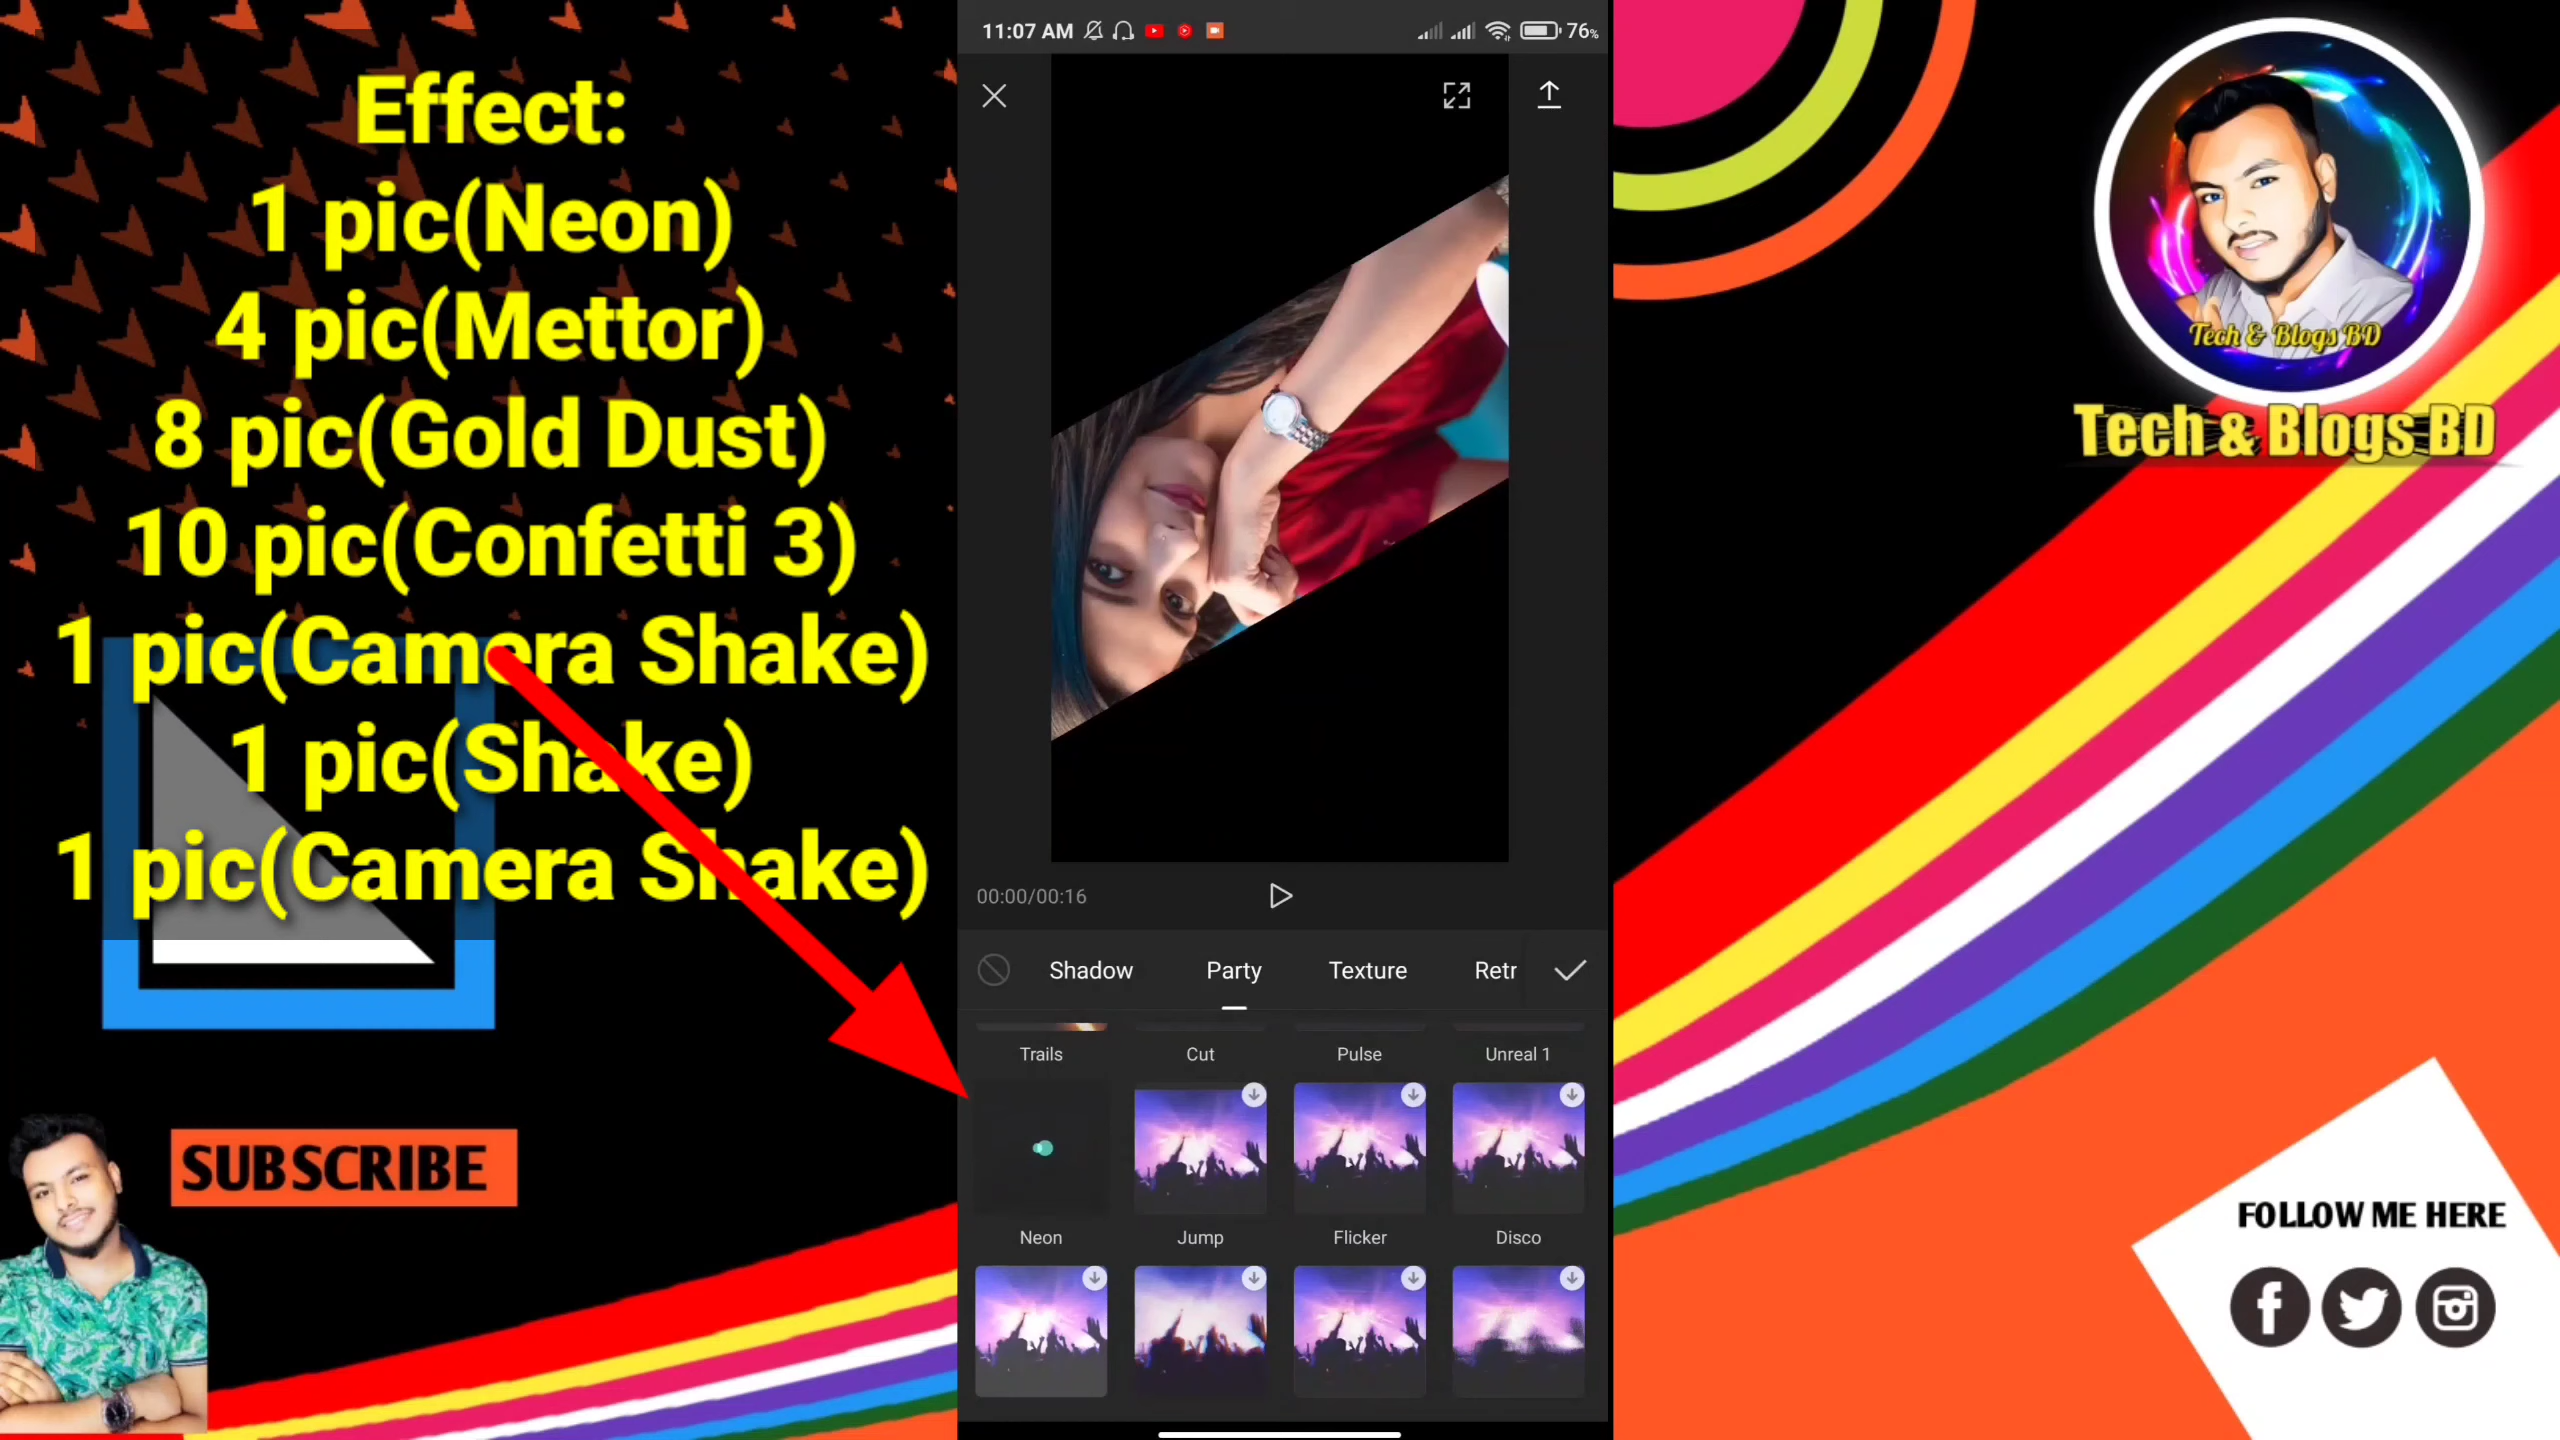 Effect:
1 pic(Neon)
4 pic(Mettor)
8 pic(Gold Dust)
10 pic(Confetti 3)
1 pic(Camera Shake)
1 pic(Shake)
1 pic(Camera Shake)
SUBSCRIBE
11:07 AM
76%
00:00/00:16
Shadow Party Texture Retr
Trails Cut Pulse Unreal 1
Neon Jump Flicker Disco
Tech & Blogs BD
Tech & Blogs BD
FOLLOW ME HERE